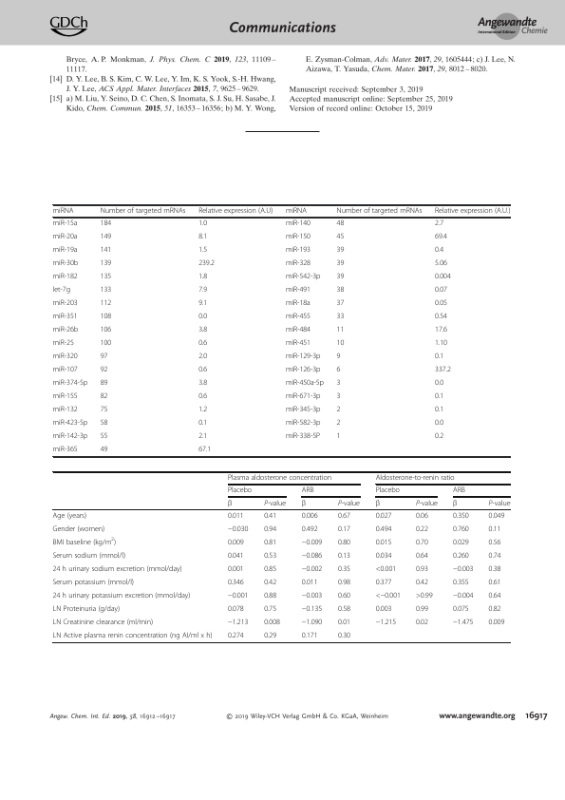 GDCh
Communications
Angewandte
International Edition
Chemie
Bryce, A. P. Monkman, J. Phys. Chem. C 2019, 123, 11109–
11117.
[14] D. Y. Lee, B. S. Kim, C. W. Lee, Y. Im, K. S. Yook, S.-H. Hwang,
J. Y. Lee, ACS Appl. Mater. Interfaces 2015, 7, 9625–9629.
[15] a) M. Liu, Y. Seino, D. C. Chen, S. Inomata, S. J. Su, H. Sasabe, J.
Kido, Chem. Commun. 2015, 51, 16353–16356; b) M. Y. Wong,
E. Zysman-Colman, Adv. Mater. 2017, 29, 1605444; c) J. Lee, N.
Aizawa, T. Yasuda, Chem. Mater. 2017, 29, 8012–8020.
Manuscript received: September 3, 2019
Accepted manuscript online: September 25, 2019
Version of record online: October 15, 2019
miRNA Number of targeted mRNAs Relative expression (A.U) miRNA Number of targeted mRNAs Relative expression (A.U.)
miR-15a 184 1.0 miR-140 48 2.7
miR-20a 149 8.1 miR-150 45 69.4
miR-19a 141 1.5 miR-193 39 0.4
miR-30b 139 239.2 miR-328 39 5.06
miR-182 135 1.8 miR-542-3p 39 0.004
let-7g 133 7.9 miR-491 38 0.07
miR-203 112 9.1 miR-18a 37 0.05
miR-351 108 0.0 miR-455 33 0.54
miR-26b 106 3.8 miR-484 11 17.6
miR-25 100 0.6 miR-451 10 1.10
miR-320 97 2.0 miR-129-3p 9 0.1
miR-107 92 0.6 miR-126-3p 6 337.2
miR-374-5p 89 3.8 miR-450a-5p 3 0.0
miR-155 82 0.6 miR-671-3p 3 0.1
miR-132 75 1.2 miR-345-3p 2 0.1
miR-423-5p 58 0.1 miR-582-3p 2 0.0
miR-142-3p 55 2.1 miR-338-5P 1 0.2
miR-365 49 67.1
Plasma aldosterone concentration Aldosterone-to-renin ratio
Placebo ARB Placebo ARB
β P-value β P-value β P-value β P-value
Age (years) 0.011 0.41 0.006 0.67 0.027 0.06 0.350 0.049
Gender (women) −0.030 0.94 0.492 0.17 0.494 0.22 0.760 0.11
BMI baseline (kg/m²) 0.009 0.81 −0.009 0.80 0.015 0.70 0.029 0.56
Serum sodium (mmol/l) 0.041 0.53 −0.086 0.13 0.034 0.64 0.260 0.74
24 h urinary sodium excretion (mmol/day) 0.001 0.85 −0.002 0.35 <0.001 0.93 −0.003 0.38
Serum potassium (mmol/l) 0.346 0.42 0.011 0.98 0.377 0.42 0.355 0.61
24 h urinary potassium excretion (mmol/day) −0.001 0.88 −0.003 0.60 <−0.001 >0.99 −0.004 0.64
LN Proteinuria (g/day) 0.078 0.75 −0.135 0.58 0.003 0.99 0.075 0.82
LN Creatinine clearance (ml/min) −1.213 0.008 −1.090 0.01 −1.215 0.02 −1.475 0.009
LN Active plasma renin concentration (ng AI/ml x h) 0.274 0.29 0.171 0.30
Angew. Chem. Int. Ed. 2019, 58, 16912–16917
© 2019 Wiley-VCH Verlag GmbH & Co. KGaA, Weinheim
www.angewandte.org 16917